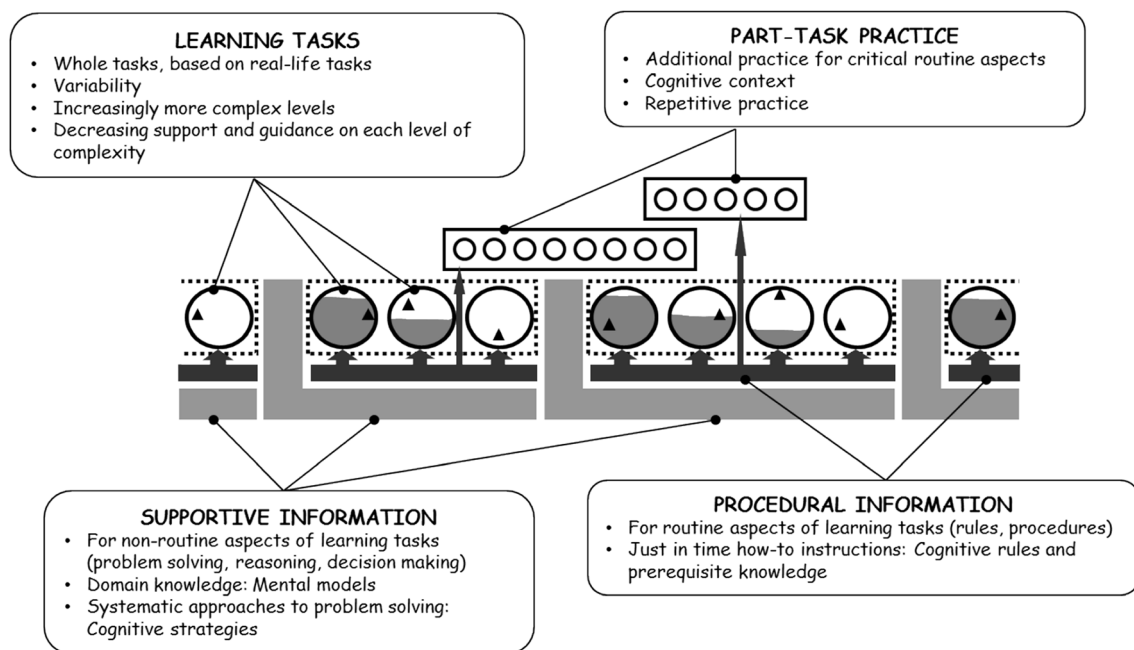 LEARNING TASKS
• Whole tasks, based on real-life tasks
• Variability
• Increasingly more complex levels
• Decreasing support and guidance on each level of
complexity
PART-TASK PRACTICE
• Additional practice for critical routine aspects
• Cognitive context
• Repetitive practice
SUPPORTIVE INFORMATION
• For non-routine aspects of learning tasks
(problem solving, reasoning, decision making)
• Domain knowledge: Mental models
• Systematic approaches to problem solving:
Cognitive strategies
PROCEDURAL INFORMATION
• For routine aspects of learning tasks (rules, procedures)
• Just in time how-to instructions: Cognitive rules and
prerequisite knowledge